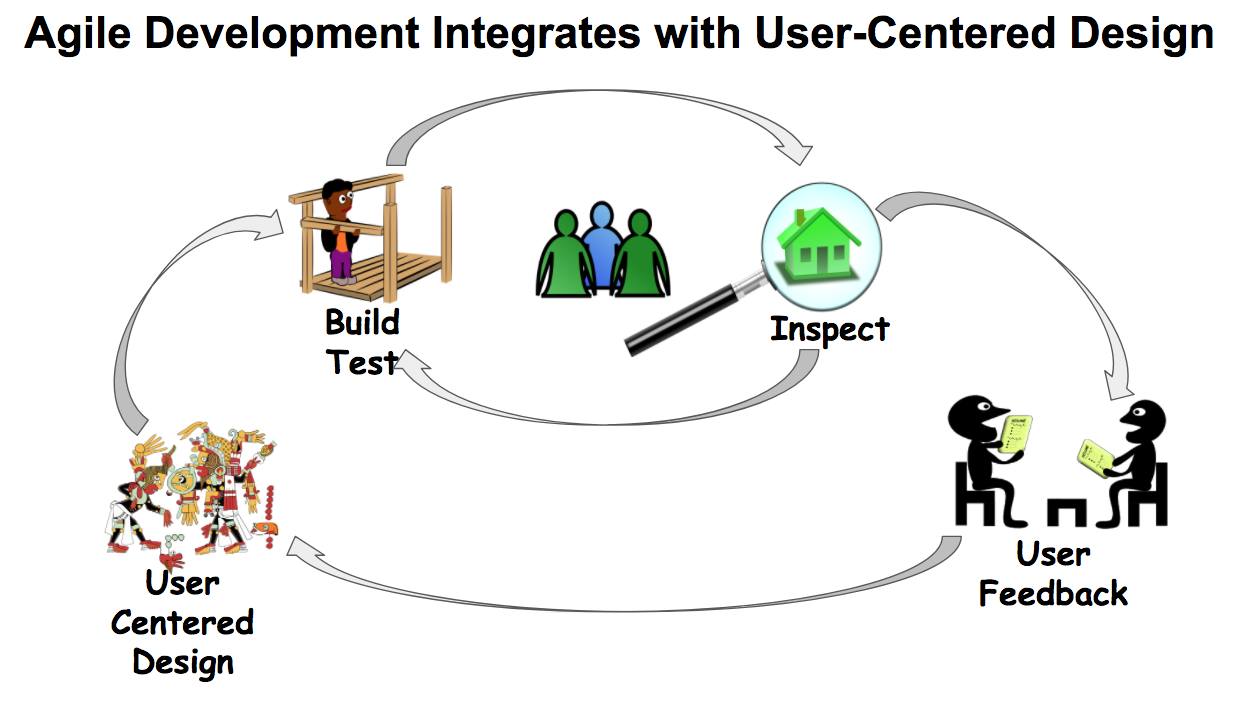 Agile Development Integrates with User-Centered Design
Build
Test
Inspect
User
Feedback
User
Centered
Design